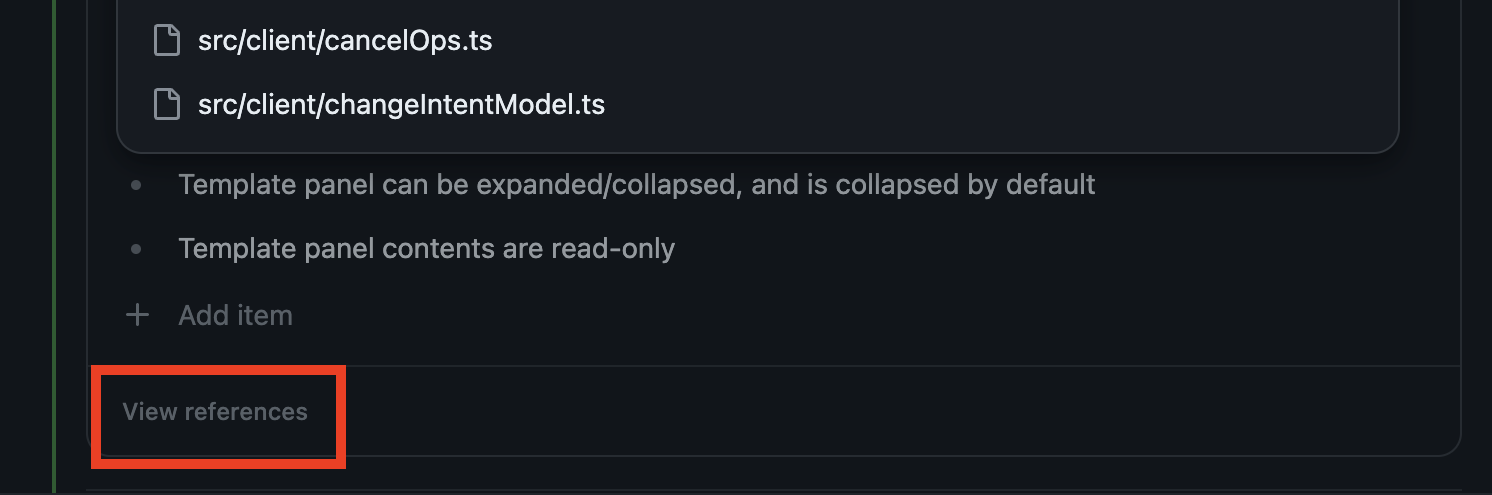 src/client/cancelOps.ts
src/client/changeIntentModel.ts
Template panel can be expanded/collapsed, and is collapsed by default
Template panel contents are read-only
Add item
View references